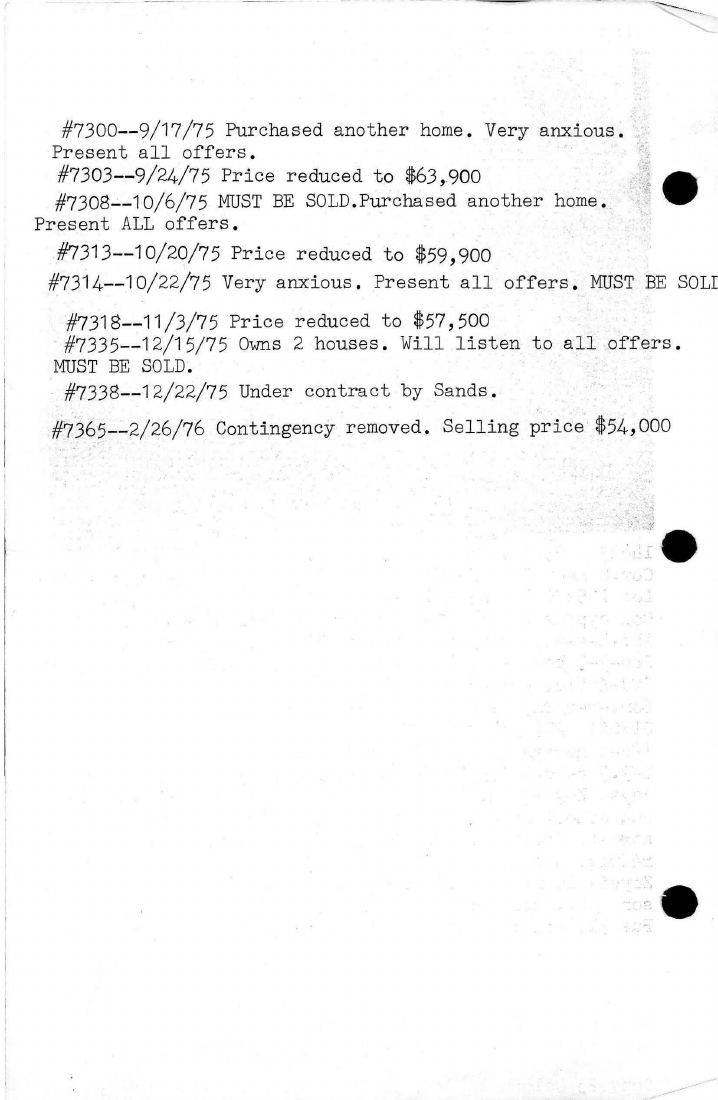 #7300--9/17/75 Purchased another home. Very anxious.
Present all offers.
#7303--9/24/75 Price reduced to $63,900
#7308--10/6/75 MUST BE SOLD.Purchased another home.
Present ALL offers.
#7313--10/20/75 Price reduced to $59,900
#7314--10/22/75 Very anxious. Present all offers. MUST BE SOLD
#7318--11/3/75 Price reduced to $57,500
#7335--12/15/75 Owns 2 houses. Will listen to all offers.
MUST BE SOLD.
#7338--12/22/75 Under contract by Sands.
#7365--2/26/76 Contingency removed. Selling price $54,000